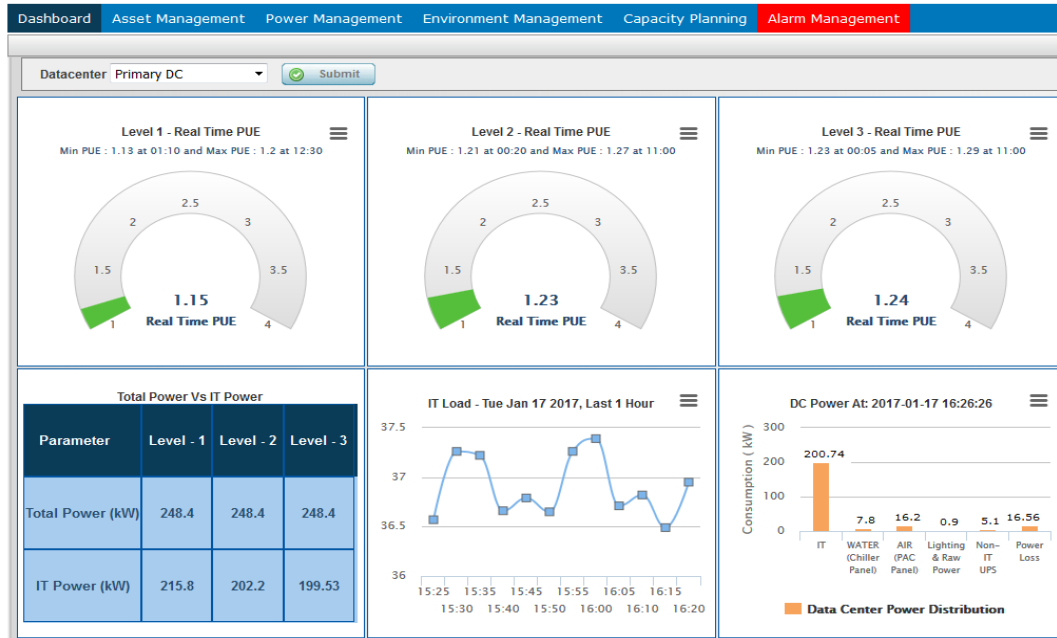 Dashboard Asset Management Power Management Environment Management Capacity Planning Alarm Management
Datacenter Primary DC Submit
Level 1 - Real Time PUE
Min PUE : 1.13 at 01:10 and Max PUE : 1.2 at 12:30
2.5
2 3
1.5 3.5
1 4
1.15
Real Time PUE
Level 2 - Real Time PUE
Min PUE : 1.21 at 00:20 and Max PUE : 1.27 at 11:00
2.5
2 3
1.5 3.5
1 4
1.23
Real Time PUE
Level 3 - Real Time PUE
Min PUE : 1.23 at 00:05 and Max PUE : 1.29 at 11:00
2.5
2 3
1.5 3.5
1 4
1.24
Real Time PUE
Total Power Vs IT Power
Parameter Level - 1 Level - 2 Level - 3
Total Power (kW) 248.4 248.4 248.4
IT Power (kW) 215.8 202.2 199.53
IT Load - Tue Jan 17 2017, Last 1 Hour
37.5
37
36.5
36
15:25 15:35 15:45 15:55 16:05 16:15
15:30 15:40 15:50 16:00 16:10 16:20
DC Power At: 2017-01-17 16:26:26
Consumption ( kW )
300
200
100
0
200.74 7.8 16.2 0.9 5.1 16.56
IT
WATER
(Chiller
Panel)
AIR
(PAC
Panel)
Lighting
& Raw
Power
Non-
IT
UPS
Power
Loss
Data Center Power Distribution